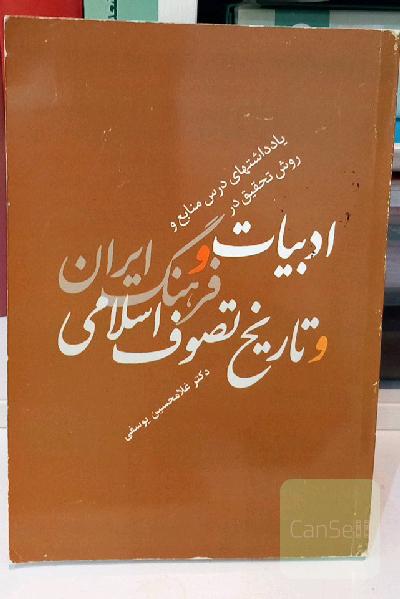 یادداشتهای درس منابع و
روش تحقیق در
ادبیات و
فرهنگ ایران
و تاریخ تصوف اسلامی
دکتر غلامحسین یوسفی
CanSell